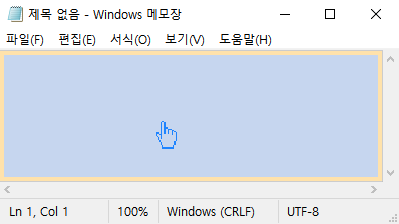 제목 없음 - Windows 메모장
파일(F) 편집(E) 서식(O) 보기(V) 도움말(H)
Ln 1, Col 1 100% Windows (CRLF) UTF-8